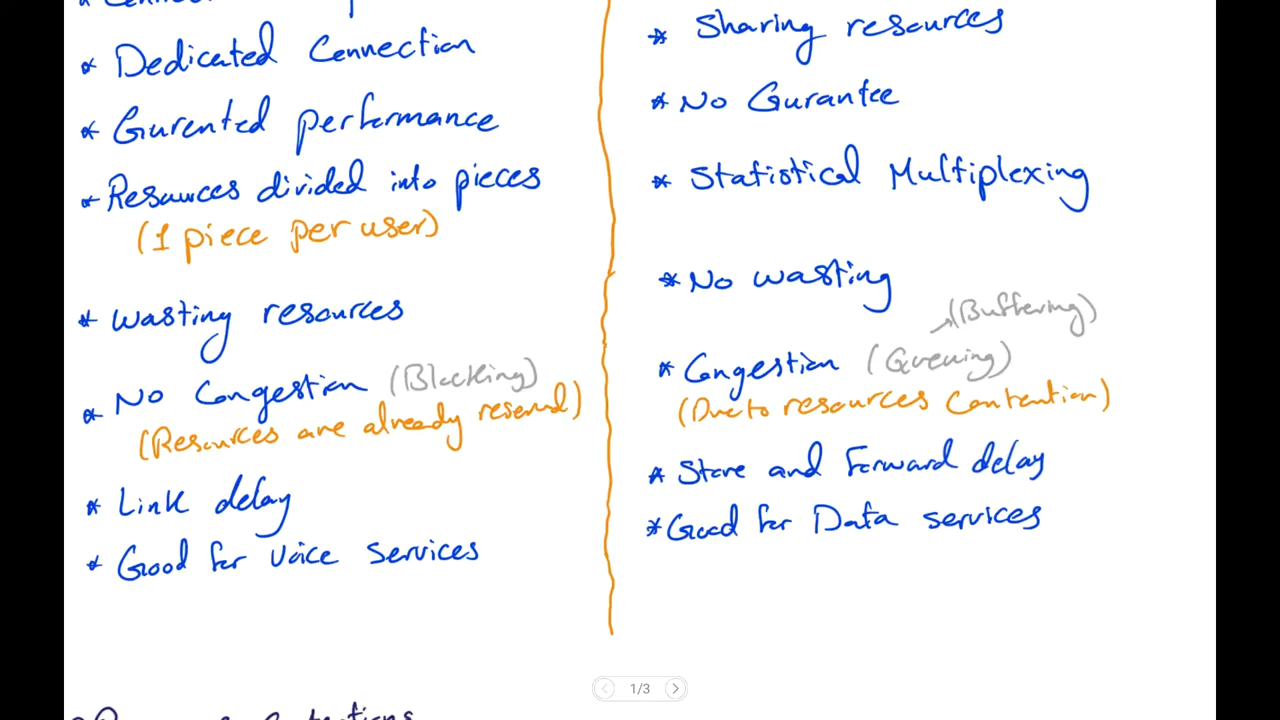 * Dedicated Connection
* Gurented performance
* Resources divided into pieces
(1 piece per user)
* wasting resources
* No Congestion (Blocking)
(Resources are already reserved)
* Link delay
* Good for Voice Services
* Sharing resources
* No Gurantee
* Statistical Multiplexing
* No wasting
(Buffering)
* Congestion (Queuing)
(Due to resources Contention)
* Store and Forward delay
* Good for Data services
1/3